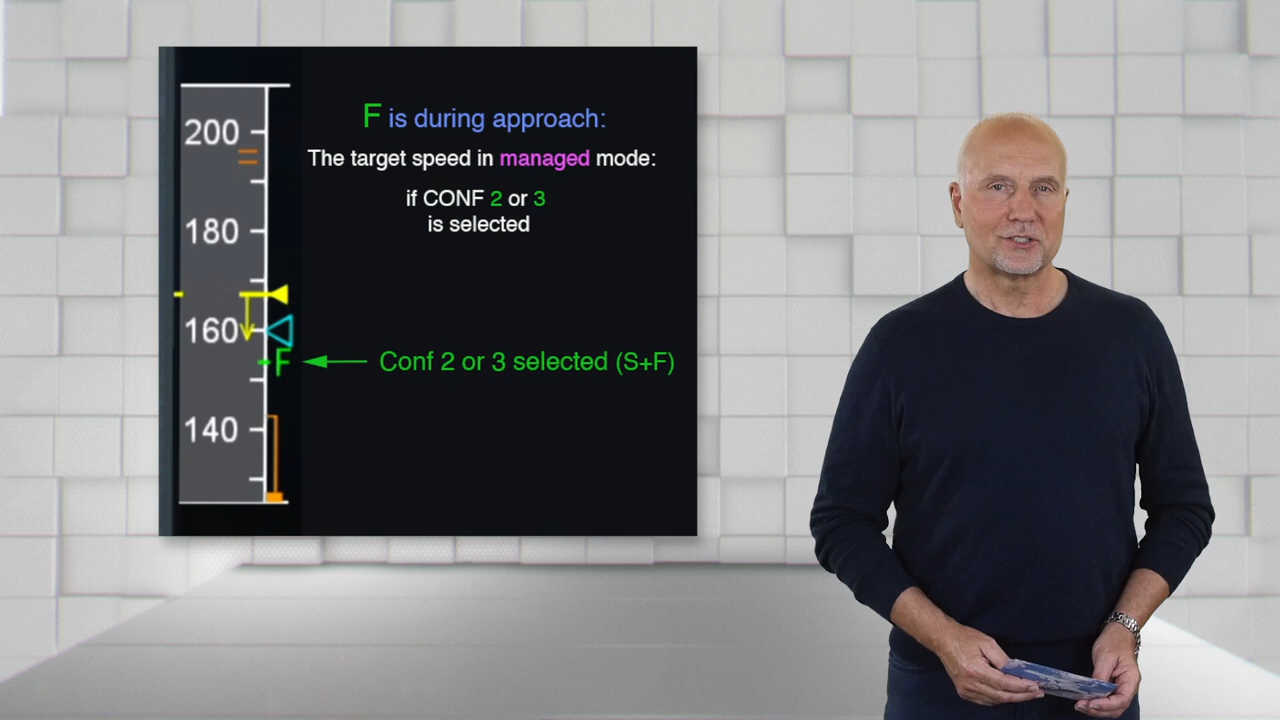 F is during approach:
The target speed in managed mode:
if CONF 2 or 3
is selected
200
180
160
F
Conf 2 or 3 selected (S+F)
140